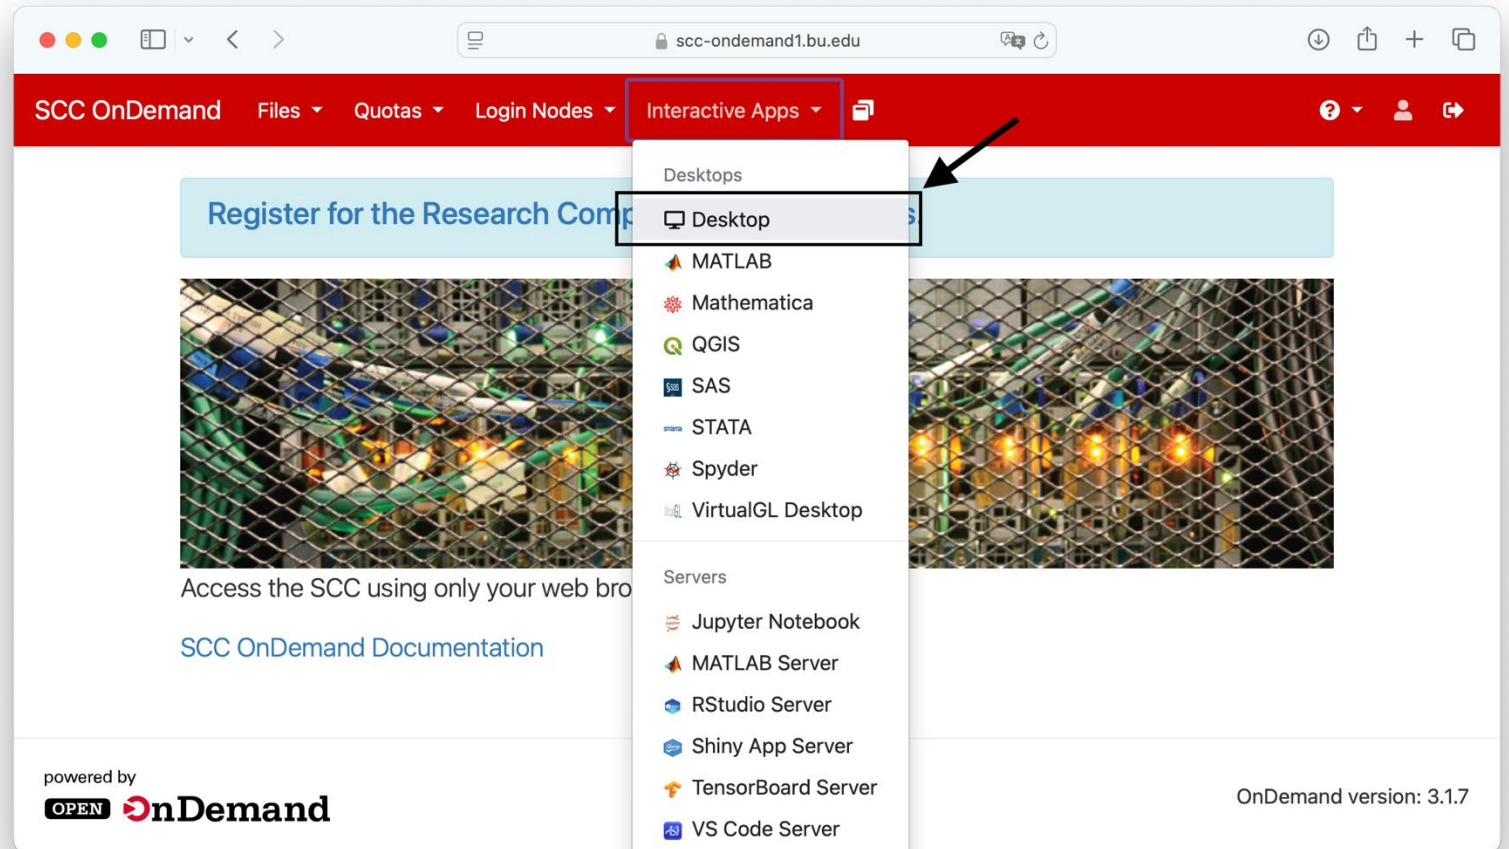 scc-ondemand1.bu.edu
SCC OnDemand Files Quotas Login Nodes Interactive Apps
Register for the Research Comp
s.
Desktops
Desktop
MATLAB
Mathematica
QGIS
SAS
STATA
Spyder
VirtualGL Desktop
Servers
Jupyter Notebook
MATLAB Server
RStudio Server
Shiny App Server
TensorBoard Server
VS Code Server
Access the SCC using only your web bro
SCC OnDemand Documentation
powered by
OPEN OnDemand
OnDemand version: 3.1.7